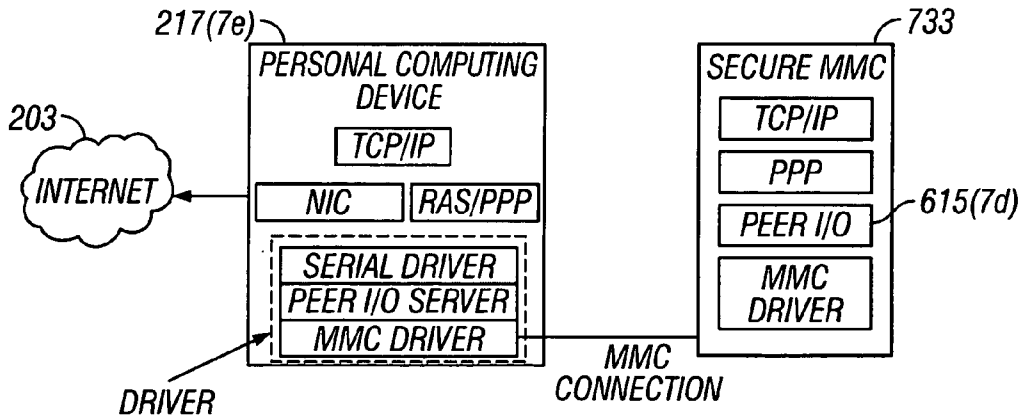 217(7e)
733
PERSONAL COMPUTING
DEVICE
SECURE MMC
203
TCP/IP
TCP/IP
INTERNET
PPP
NIC
RAS/PPP
615(7d)
PEER I/O
SERIAL DRIVER
PEER I/O SERVER
MMC DRIVER
MMC
DRIVER
MMC
CONNECTION
DRIVER